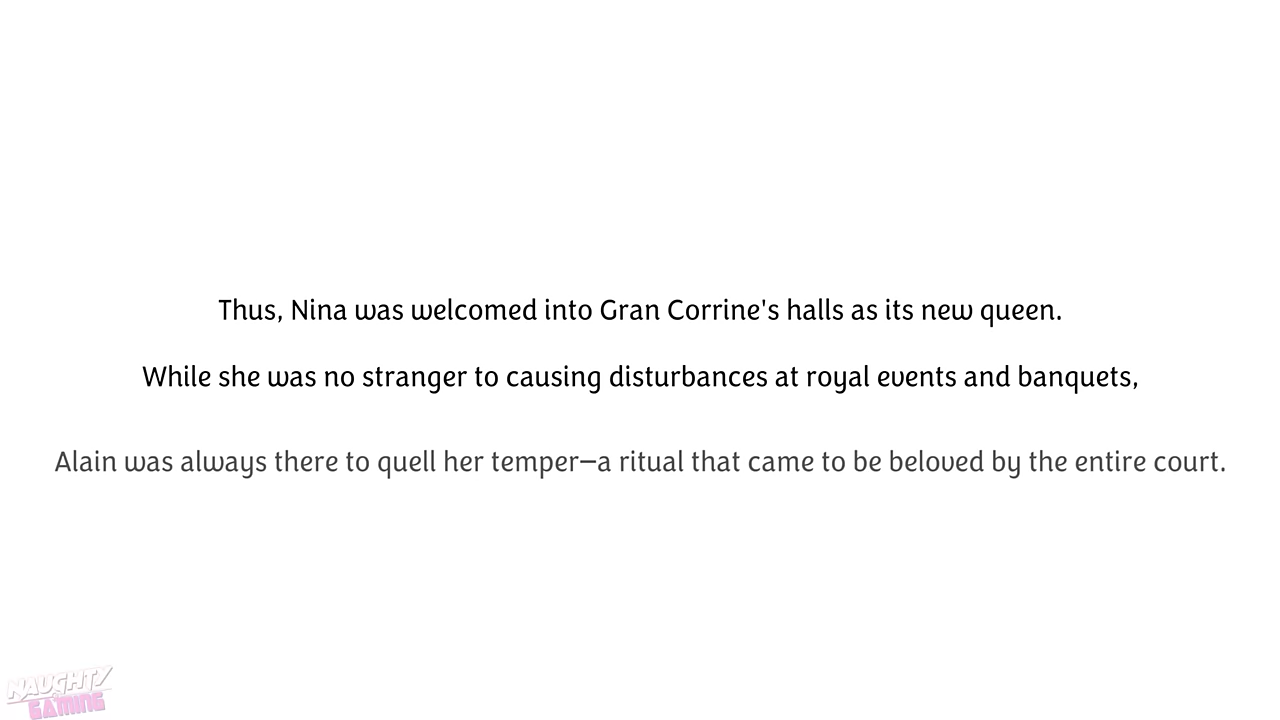 Thus, Nina was welcomed into Gran Corrine's halls as its new queen.
While she was no stranger to causing disturbances at royal events and banquets,
Alain was always there to quell her temper—a ritual that came to be beloved by the entire court.
NAUGHTY
GAMING